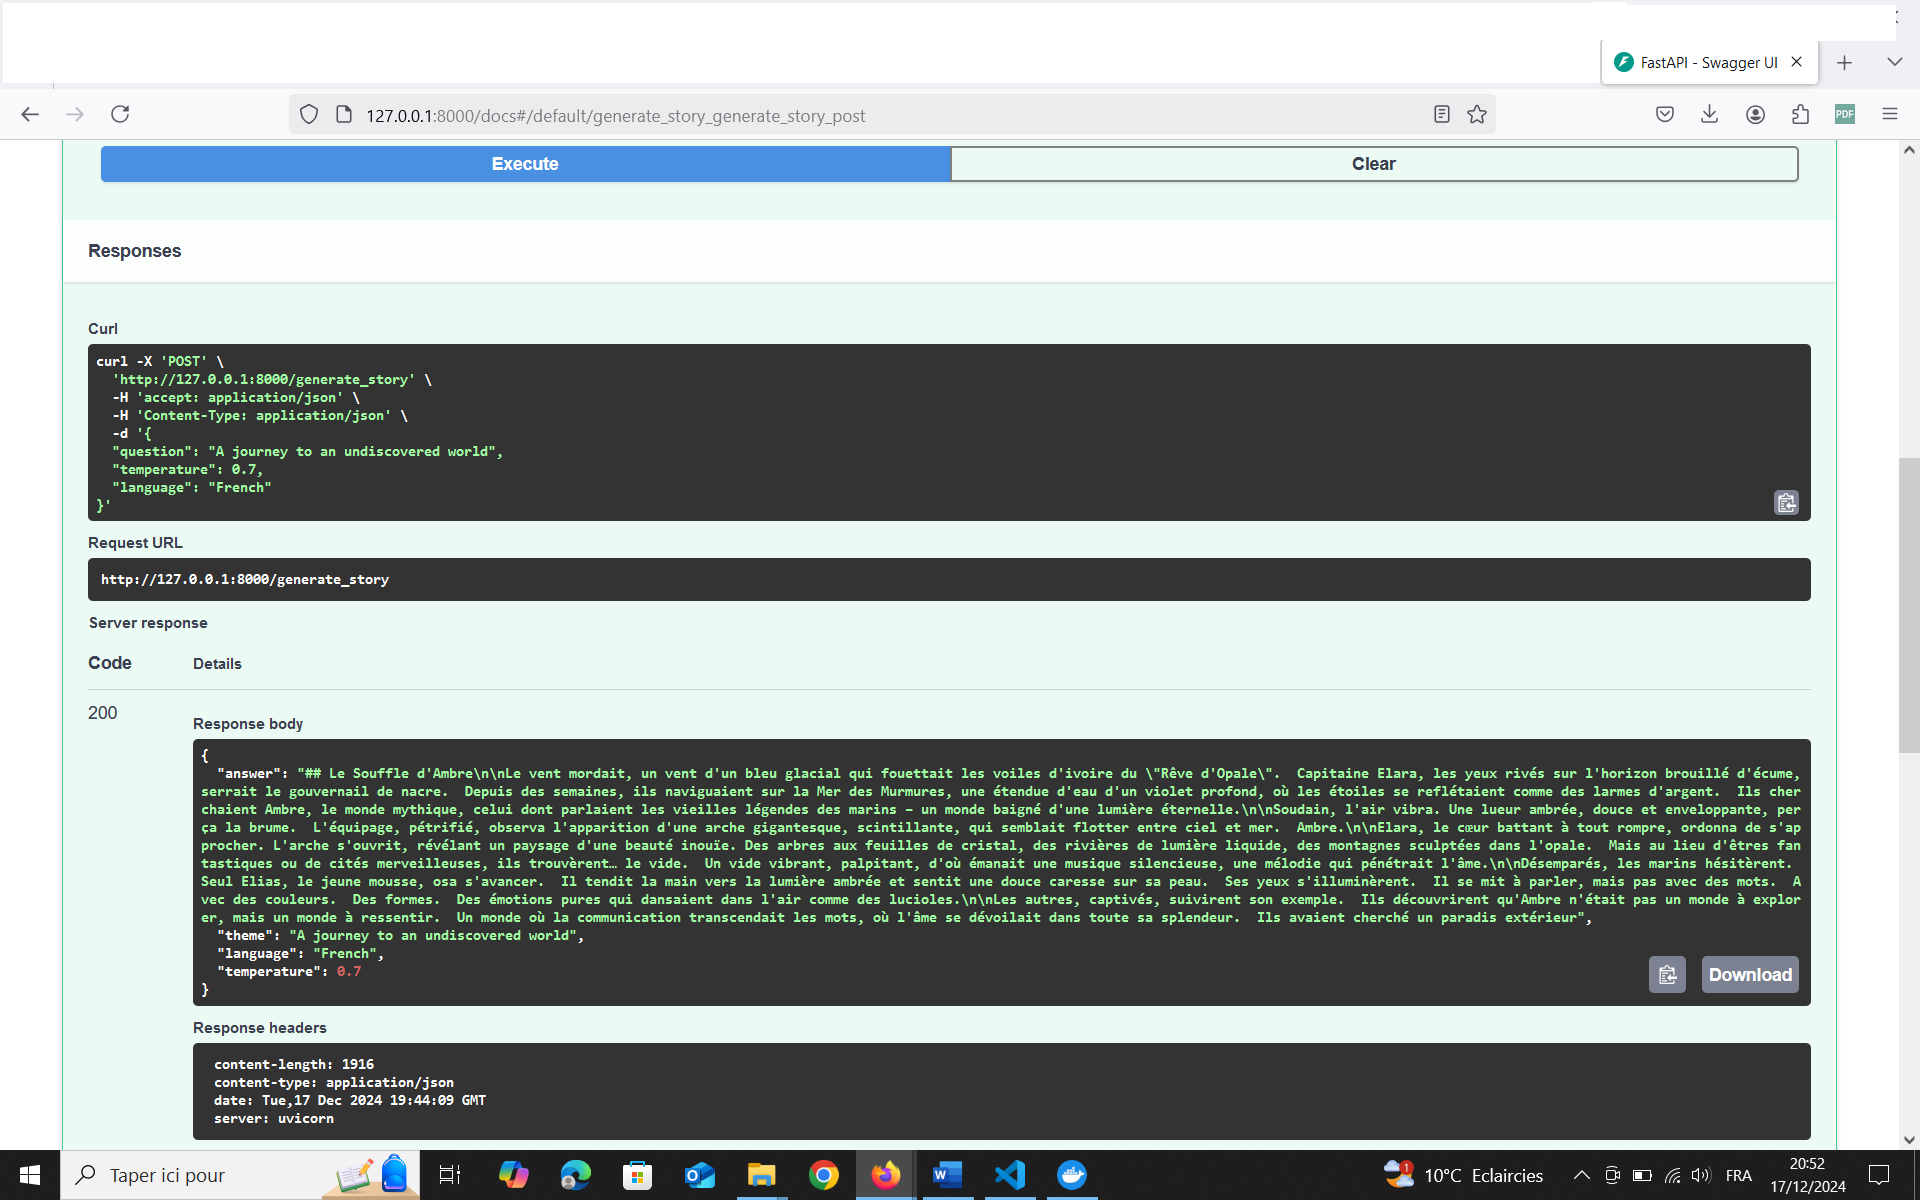 FastAPI - Swagger UI
127.0.0.1:8000/docs#/default/generate_story_generate_story_post
PDF
Execute
Clear
Responses
Curl
curl -X 'POST' \
  'http://127.0.0.1:8000/generate_story' \
  -H 'accept: application/json' \
  -H 'Content-Type: application/json' \
  -d '{
  "question": "A journey to an undiscovered world",
  "temperature": 0.7,
  "language": "French"
}'
Request URL
http://127.0.0.1:8000/generate_story
Server response
Code
Details
200
Response body
{
  "answer": "## Le Souffle d'Ambre\n\nLe vent mordait, un vent d'un bleu glacial qui fouettait les voiles d'ivoire du \"Rêve d'Opale\".  Capitaine Elara, les yeux rivés sur l'horizon brouillé d'écume,
serrait le gouvernail de nacre.  Depuis des semaines, ils naviguaient sur la Mer des Murmures, une étendue d'eau d'un violet profond, où les étoiles se reflétaient comme des larmes d'argent.  Ils cher
chaient Ambre, le monde mythique, celui dont parlaient les vieilles légendes des marins – un monde baigné d'une lumière éternelle.\n\nSoudain, l'air vibra. Une lueur ambrée, douce et enveloppante, per
ça la brume.  L'équipage, pétrifié, observa l'apparition d'une arche gigantesque, scintillante, qui semblait flotter entre ciel et mer.  Ambre.\n\nElara, le cœur battant à tout rompre, ordonna de s'ap
procher. L'arche s'ouvrit, révélant un paysage d'une beauté inouïe. Des arbres aux feuilles de cristal, des rivières de lumière liquide, des montagnes sculptées dans l'opale.  Mais au lieu d'êtres fan
tastiques ou de cités merveilleuses, ils trouvèrent… le vide.  Un vide vibrant, palpitant, d'où émanait une musique silencieuse, une mélodie qui pénétrait l'âme.\n\nDésemparés, les marins hésitèrent.
Seul Elias, le jeune mousse, osa s'avancer.  Il tendit la main vers la lumière ambrée et sentit une douce caresse sur sa peau.  Ses yeux s'illuminèrent.  Il se mit à parler, mais pas avec des mots.  A
vec des couleurs.  Des formes.  Des émotions pures qui dansaient dans l'air comme des lucioles.\n\nLes autres, captivés, suivirent son exemple.  Ils découvrirent qu'Ambre n'était pas un monde à explor
er, mais un monde à ressentir.  Un monde où la communication transcendait les mots, où l'âme se dévoilait dans toute sa splendeur.  Ils avaient cherché un paradis extérieur",
  "theme": "A journey to an undiscovered world",
  "language": "French",
  "temperature": 0.7
}
Download
Response headers
content-length: 1916
content-type: application/json
date: Tue,17 Dec 2024 19:44:09 GMT
server: uvicorn
Taper ici pour
1
10°C Eclaircies
FRA
20:52
17/12/2024